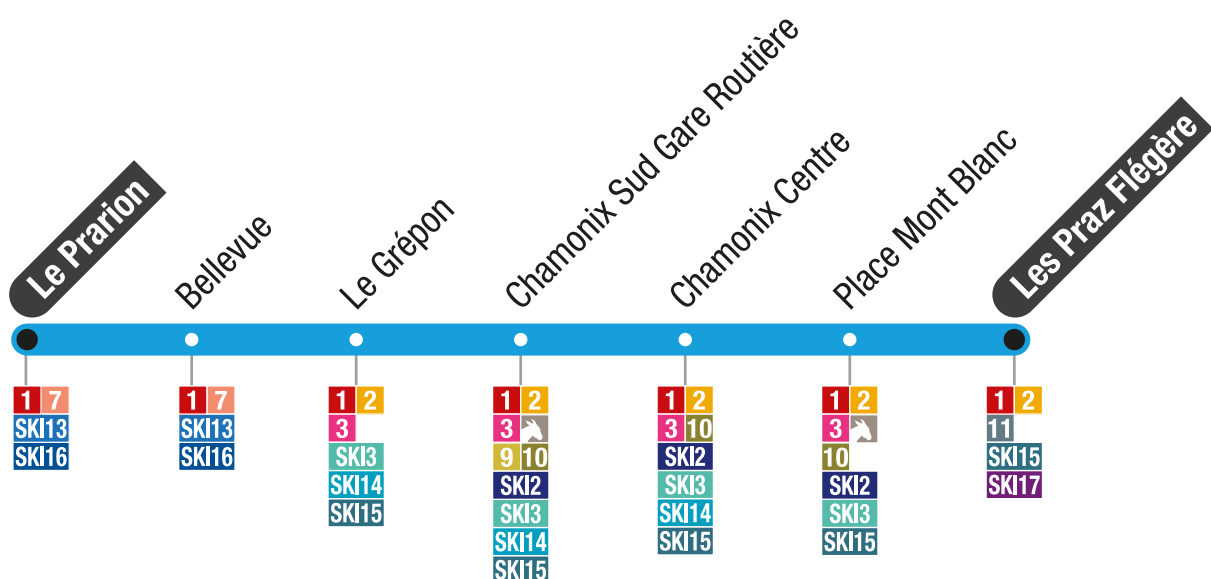 Le Prarion
Bellevue
Le Grépon
Chamonix Sud Gare Routière
Chamonix Centre
Place Mont Blanc
Les Praz Flégère
1 7
SKI13
SKI16
1 7
SKI13
SKI16
1 2
3
SKI3
SKI14
SKI15
1 2
3
9 10
SKI2
SKI3
SKI14
SKI15
1 2
3 10
SKI2
SKI3
SKI14
SKI15
1 2
3
10
SKI2
SKI3
SKI15
1 2
11
SKI15
SKI17